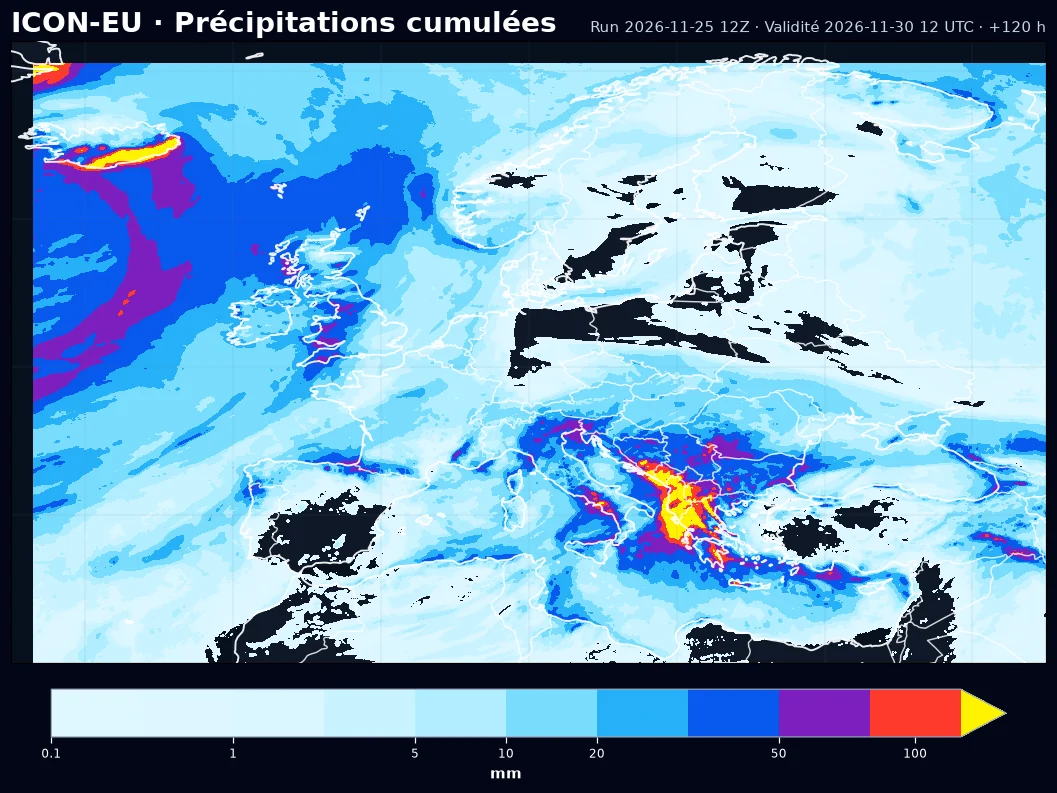 ICON-EU · Précipitations cumulées
Run 2026-11-25 12Z · Validité 2026-11-30 12 UTC · +120 h
0.1 1 5 10 20 50 100
mm